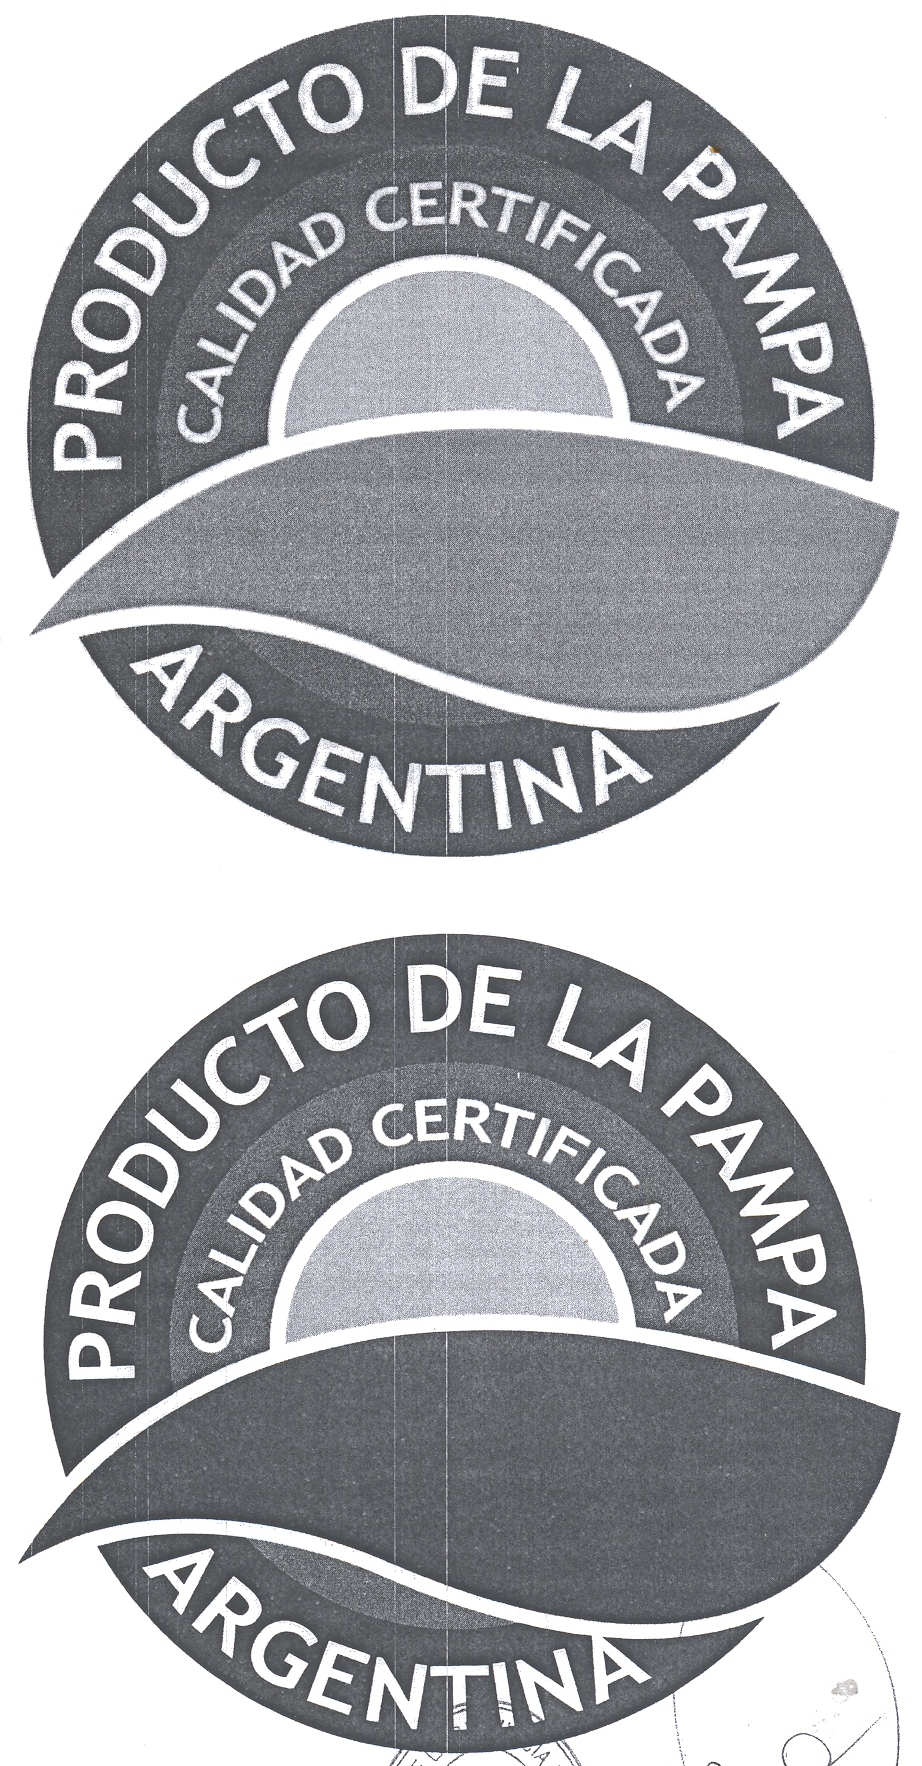 PRODUCTO DE LA PAMPA
CALIDAD CERTIFICADA
ARGENTINA
PRODUCTO DE LA PAMPA
CALIDAD CERTIFICADA
ARGENTINA